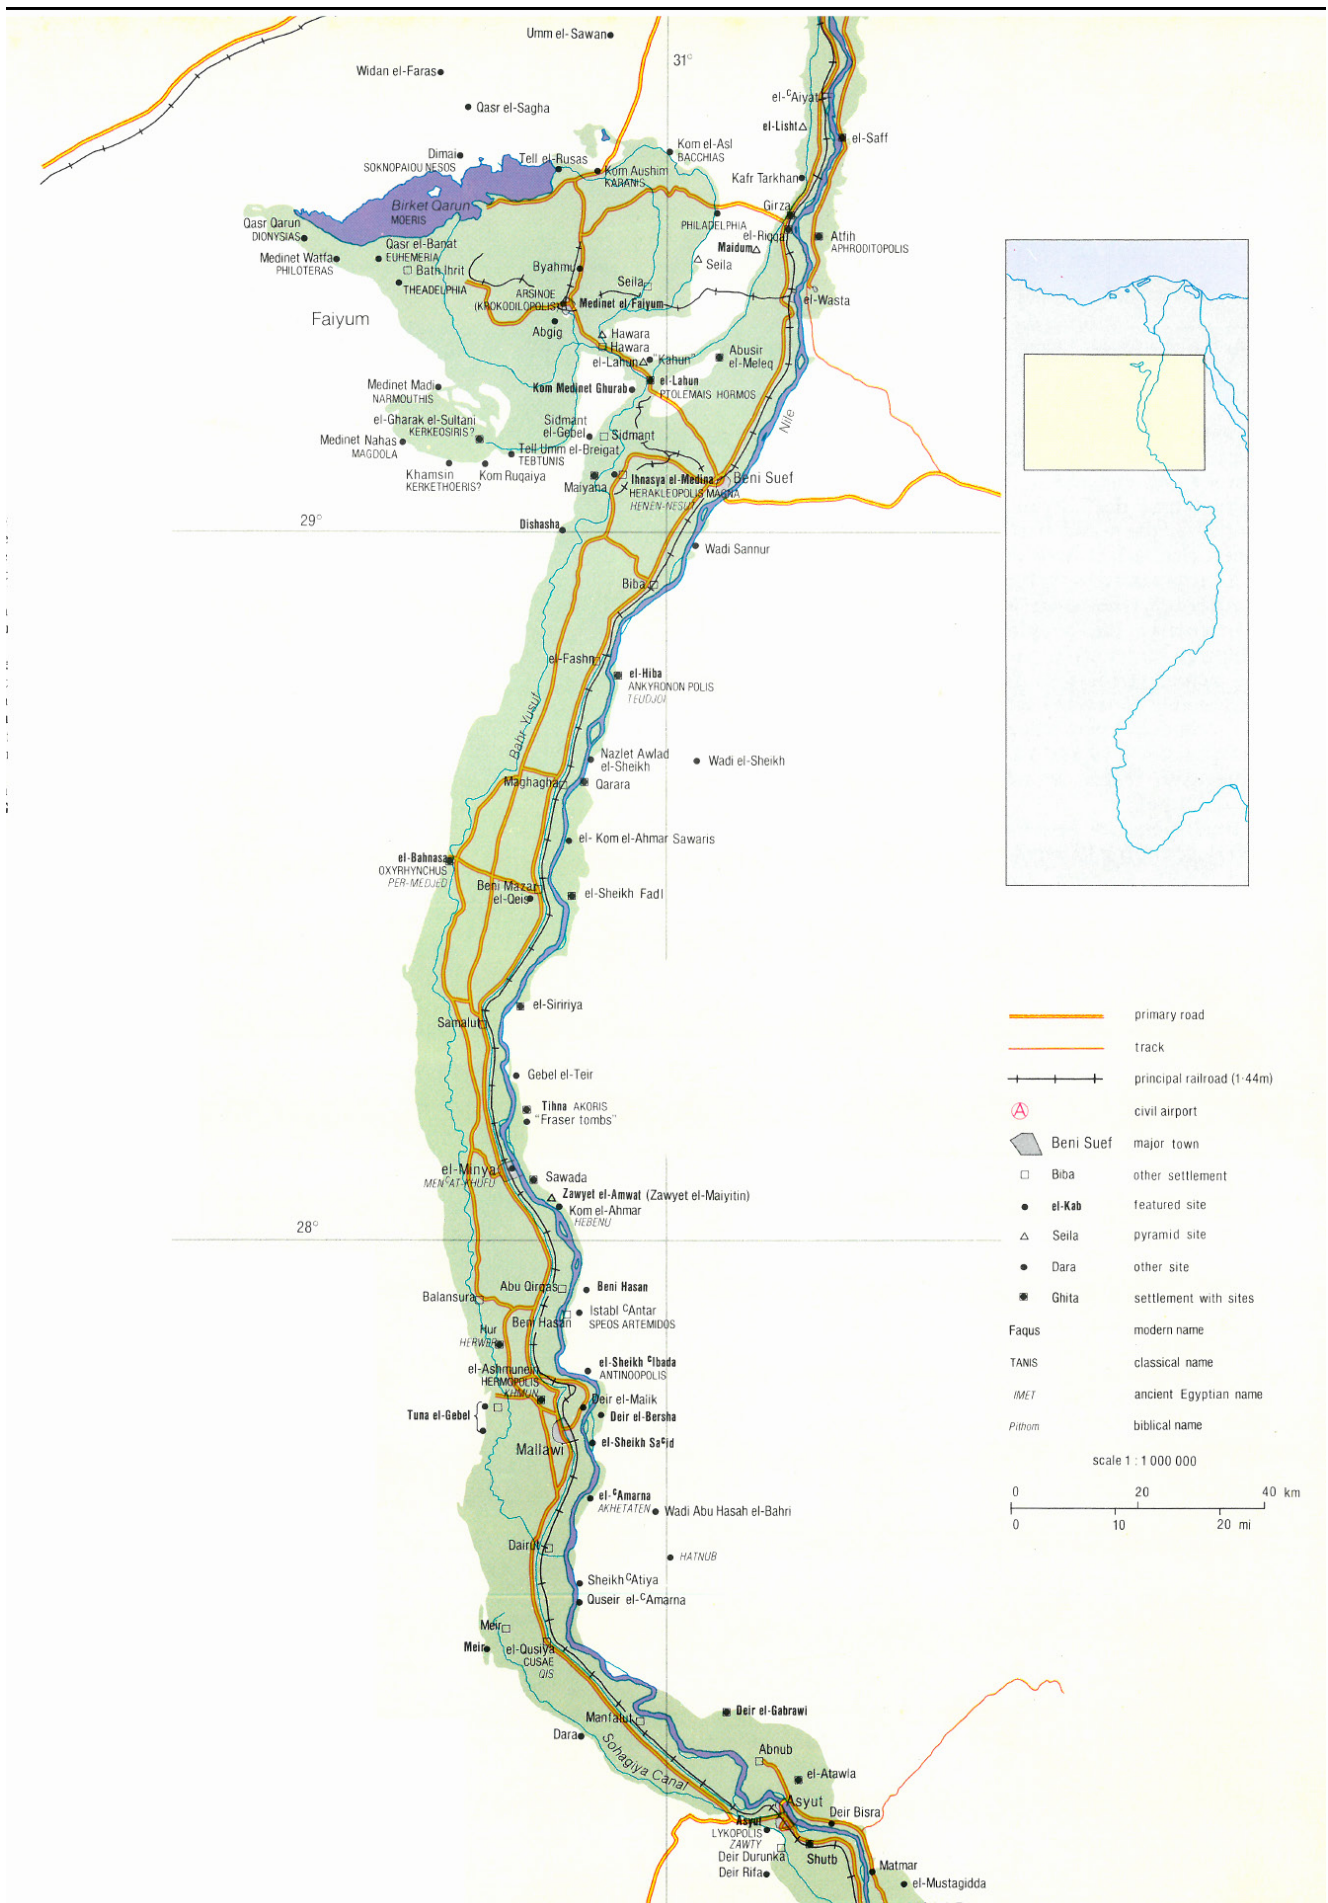 Umm el-Sawan
31°
Widan el-Faras
el-ᶜAiyat
Qasr el-Sagha
el-Lisht
el-Saff
Kom el-Asl
BACCHIAS
Dimai
SOKNOPAIOU NESOS
Tell el-Rusas
Kom Aushim
KARANIS
Kafr Tarkhan
Birket Qarun
MOERIS
Girza
PHILADELPHIA
Qasr Qarun
DIONYSIAS
el-Riqqa
Atfih
APHRODITOPOLIS
Maidum
Qasr el-Banat
EUHEMERIA
Medinet Watfa
PHILOTERAS
Seila
Bath Ihrit
Byahmu
Seila
THEADELPHIA
ARSINOE
(KROKODILOPOLIS)
Medinet el-Faiyum
el-Wasta
Faiyum
Abgig
Hawara
Hawara
el-Lahun
"Kahun"
Abusir
el-Meleq
Medinet Madi
NARMOUTHIS
Kom Medinet Ghurab
el-Lahun
PTOLEMAIS HORMOS
Nile
el-Gharak el-Sultani
KERKEOSIRIS?
Sidmant
el-Gebel
Sidmant
Medinet Nahas
MAGDOLA
Tell Umm el-Breigat
TEBTUNIS
Khamsin
KERKETHOERIS?
Kom Ruqaiya
Maiyana
Ihnasya el-Medina
HERAKLEOPOLIS MAGNA
HENEN-NESUT
Beni Suef
29°
Dishasha
Wadi Sannur
Biba
el-Fashn
el-Hiba
ANKYRONON POLIS
TEUDJOI
Bahr Yusuf
Nazlet Awlad
el-Sheikh
Wadi el-Sheikh
Maghagha
Qarara
el- Kom el-Ahmar Sawaris
el-Bahnasa
OXYRHYNCHUS
PER-MEDJED
Beni Mazar
el-Qeis
el-Sheikh Fadl
el-Siririya
Samalut
Gebel el-Teir
Tihna AKORIS
"Fraser tombs"
el-Minya
MENᶜAT-KHUFU
Sawada
Zawyet el-Amwat (Zawyet el-Maiyitin)
Kom el-Ahmar
HEBENU
28°
Abu Qirqas
Beni Hasan
Balansura
Istabl ᶜAntar
SPEOS ARTEMIDOS
Beni Hasan
Hur
HERWER
el-Sheikh ᶜIbada
ANTINOOPOLIS
el-Ashmunein
HERMOPOLIS
KHMUN
Deir el-Malik
Tuna el-Gebel
Deir el-Bersha
Mallawi
el-Sheikh Saᶜid
el-ᶜAmarna
AKHETATEN
Wadi Abu Hasah el-Bahri
Dairut
HATNUB
Sheikh ᶜAtiya
Quseir el-ᶜAmarna
Meir
Meir
el-Qusiya
CUSAE
QIS
Deir el-Gabrawi
Manfalut
Dara
Sohagiya Canal
Abnub
el-Atawla
Asyut
Deir Bisra
Asyut
LYKOPOLIS
ZAWTY
Deir Durunka
Shutb
Deir Rifa
Matmar
el-Mustagidda
primary road
track
principal railroad (1·44m)
A civil airport
Beni Suef major town
Biba other settlement
el-Kab featured site
Seila pyramid site
Dara other site
Ghita settlement with sites
Faqus modern name
TANIS classical name
IMET ancient Egyptian name
Pithom biblical name
scale 1 : 1 000 000
0 20 40 km
0 10 20 mi